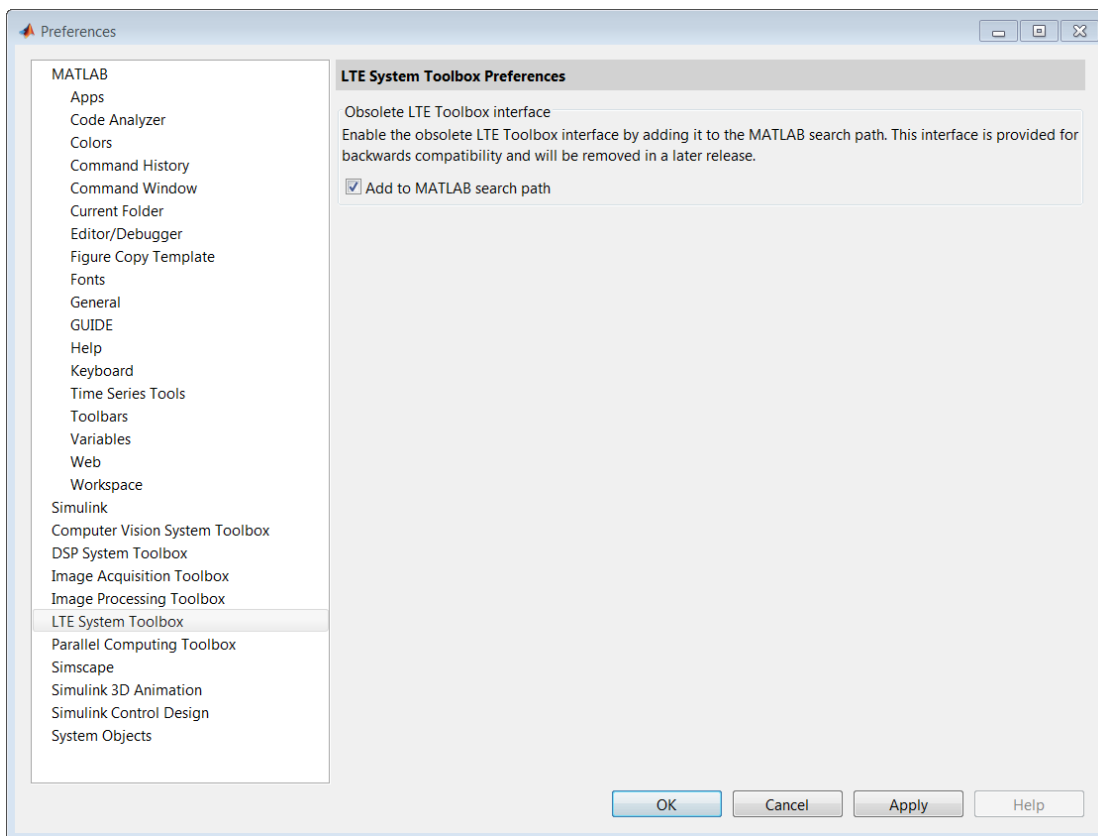 Preferences
MATLAB
Apps
Code Analyzer
Colors
Command History
Command Window
Current Folder
Editor/Debugger
Figure Copy Template
Fonts
General
GUIDE
Help
Keyboard
Time Series Tools
Toolbars
Variables
Web
Workspace
Simulink
Computer Vision System Toolbox
DSP System Toolbox
Image Acquisition Toolbox
Image Processing Toolbox
LTE System Toolbox
Parallel Computing Toolbox
Simscape
Simulink 3D Animation
Simulink Control Design
System Objects
LTE System Toolbox Preferences
Obsolete LTE Toolbox interface
Enable the obsolete LTE Toolbox interface by adding it to the MATLAB search path. This interface is provided for
backwards compatibility and will be removed in a later release.
Add to MATLAB search path
OK
Cancel
Apply
Help